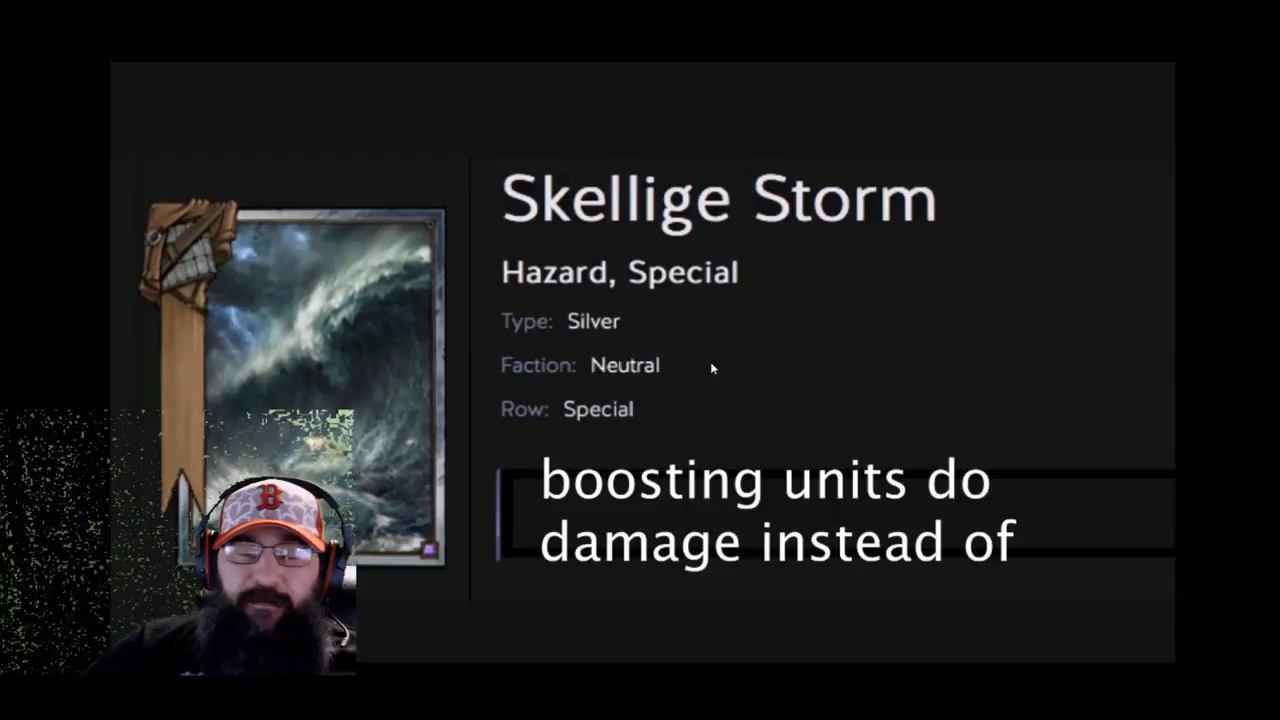 Skellige Storm
Hazard, Special
Type: Silver
Faction: Neutral
Row: Special
boosting units do
damage instead of
B